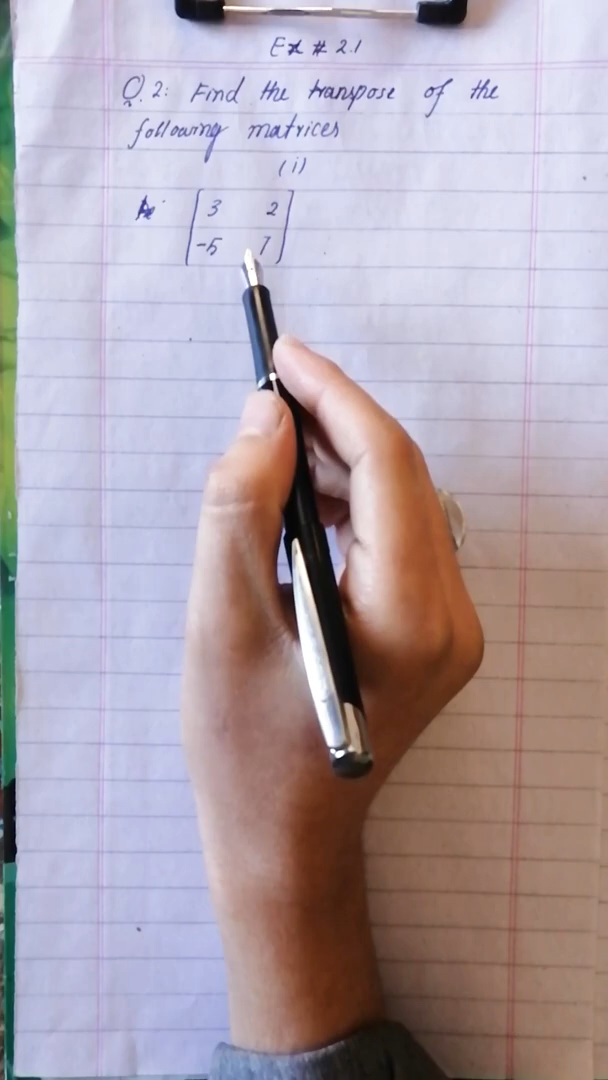 Ex # 2.1
Q.2: Find the transpose of the
following matrices
(i)
[3 2
-5 7]